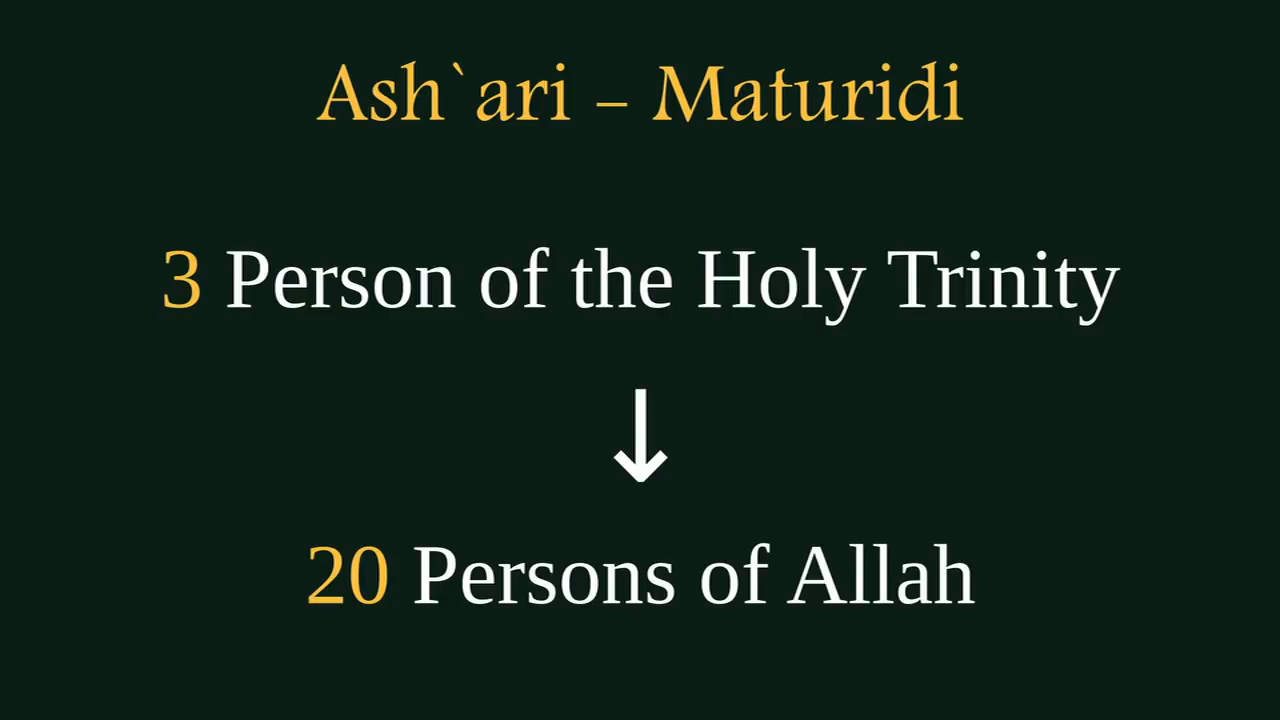 Ash`ari – Maturidi
3 Person of the Holy Trinity
↓
20 Persons of Allah